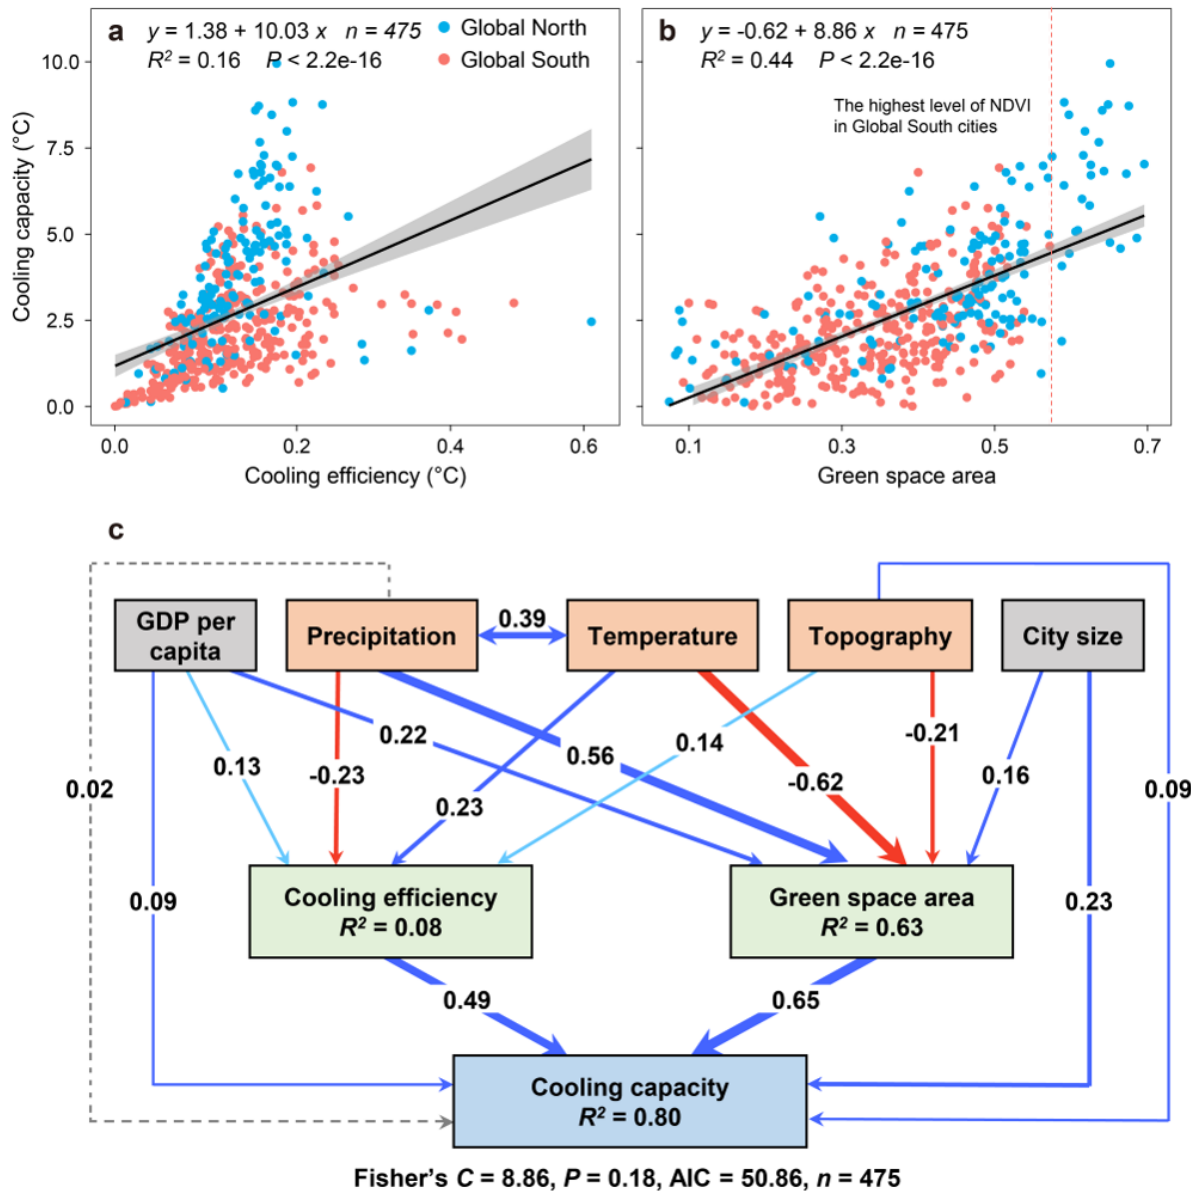 a
y = 1.38 + 10.03 x n = 475
R² = 0.16 P < 2.2e-16
Global North
Global South
10.0
7.5
5.0
2.5
0.0
Cooling capacity (°C)
0.0 0.2 0.4 0.6
Cooling efficiency (°C)
b
y = -0.62 + 8.86 x n = 475
R² = 0.44 P < 2.2e-16
The highest level of NDVI
in Global South cities
0.1 0.3 0.5 0.7
Green space area
c
GDP per
capita
Precipitation
0.39
Temperature
Topography
City size
0.22
0.56
0.14
-0.21
0.13
-0.23
0.23
-0.62
0.16
0.02
0.09
0.09
0.23
Cooling efficiency
R² = 0.08
Green space area
R² = 0.63
0.49
0.65
Cooling capacity
R² = 0.80
Fisher's C = 8.86, P = 0.18, AIC = 50.86, n = 475